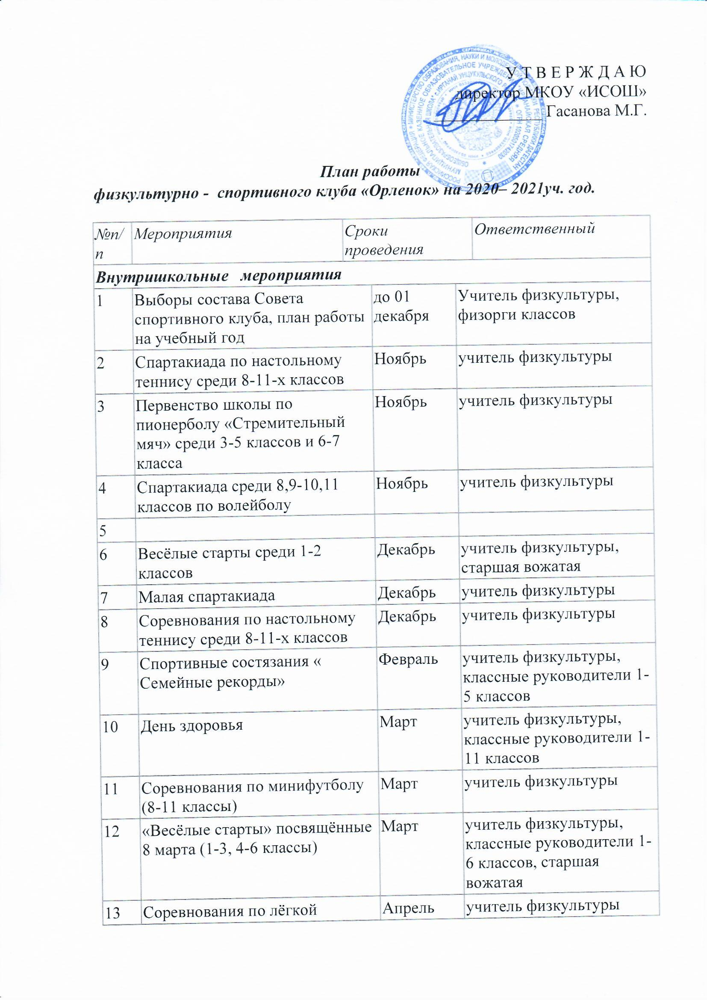 У Т В Е Р Ж Д А Ю
директор МКОУ «ИСОШ»
Гасанова М.Г.
План работы
физкультурно - спортивного клуба «Орленок» на 2020– 2021уч. год.
№п/ Мероприятия Сроки Ответственный
п проведения
Внутришкольные мероприятия
1 Выборы состава Совета до 01 Учитель физкультуры,
спортивного клуба, план работы декабря физорги классов
на учебный год
2 Спартакиада по настольному Ноябрь учитель физкультуры
теннису среди 8-11-х классов
3 Первенство школы по Ноябрь учитель физкультуры
пионерболу «Стремительный
мяч» среди 3-5 классов и 6-7
класса
4 Спартакиада среди 8,9-10,11 Ноябрь учитель физкультуры
классов по волейболу
5
6 Весёлые старты среди 1-2 Декабрь учитель физкультуры,
классов старшая вожатая
7 Малая спартакиада Декабрь учитель физкультуры
8 Соревнования по настольному Декабрь учитель физкультуры
теннису среди 8-11-х классов
9 Спортивные состязания « Февраль учитель физкультуры,
Семейные рекорды» классные руководители 1-
5 классов
10 День здоровья Март учитель физкультуры,
классные руководители 1-
11 классов
11 Соревнования по минифутболу Март учитель физкультуры
(8-11 классы)
12 «Весёлые старты» посвящённые Март учитель физкультуры,
8 марта (1-3, 4-6 классы) классные руководители 1-
6 классов, старшая
вожатая
13 Соревнования по лёгкой Апрель учитель физкультуры